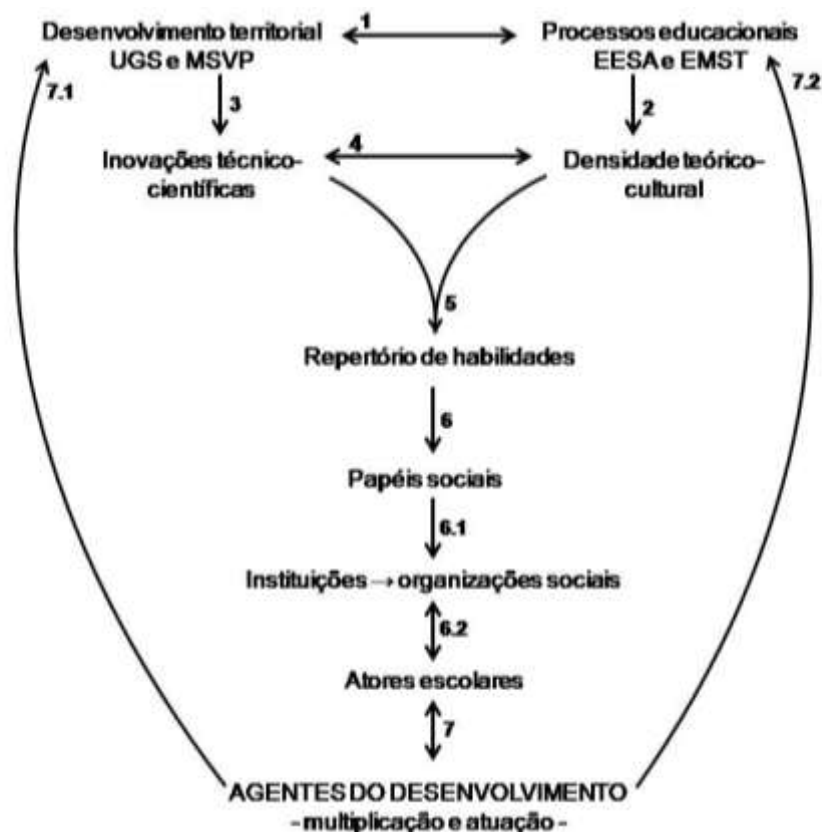 Desenvolvimento territorial 1 Processos educacionais
UGS e MSVP EESA e EMST
7.1 3 2 7.2
Inovações técnico- 4 Densidade teórico-
científicas cultural
5
Repertório de habilidades
6
Papéis sociais
6.1
Instituições → organizações sociais
6.2
Atores escolares
7
AGENTES DO DESENVOLVIMENTO
- multiplicação e atuação -